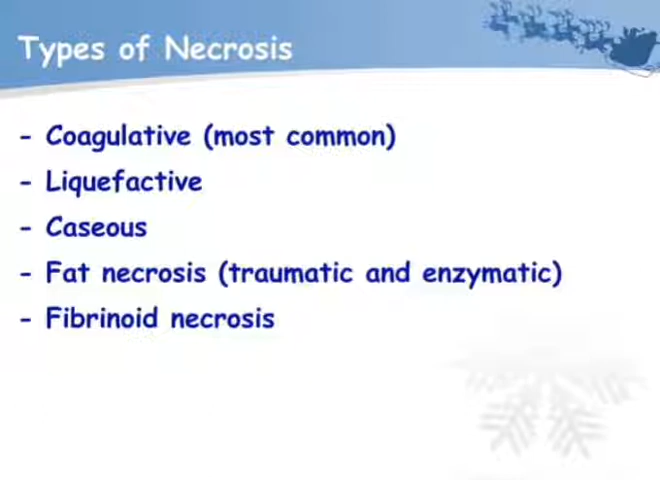 Types of Necrosis
- Coagulative (most common)
- Liquefactive
- Caseous
- Fat necrosis (traumatic and enzymatic)
- Fibrinoid necrosis